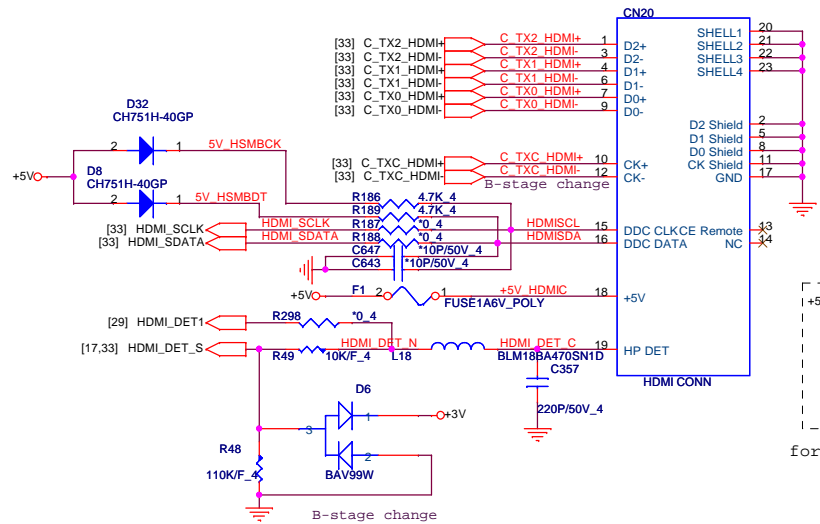 CN20
[33] C_TX2_HDMI+ C_TX2_HDMI+ 1 D2+ SHELL1 20
[33] C_TX2_HDMI- C_TX2_HDMI- 3 D2- SHELL2 21
[33] C_TX1_HDMI+ C_TX1_HDMI+ 4 D1+ SHELL3 22
[33] C_TX1_HDMI- C_TX1_HDMI- 6 D1- SHELL4 23
[33] C_TX0_HDMI+ C_TX0_HDMI+ 7 D0+
[33] C_TX0_HDMI- C_TX0_HDMI- 9 D0-
D32
CH751H-40GP
D2 Shield 2
D1 Shield 5
2 1 5V_HSMBCK
D0 Shield 8
[33] C_TXC_HDMI+ C_TXC_HDMI+ 10 CK+ CK Shield 11
[33] C_TXC_HDMI- C_TXC_HDMI- 12 CK- GND 17
+5V
D8
CH751H-40GP
B-stage change
2 1 5V_HSMBDT
R186 4.7K_4
R189 4.7K_4
[33] HDMI_SCLK HDMI_SCLK R187 *0_4 HDMISCL 15 DDC CLK CE Remote 13
[33] HDMI_SDATA HDMI_SDATA R188 *0_4 HDMISDA 16 DDC DATA NC 14
C647 *10P/50V_4
C643 *10P/50V_4
+5V F1 2 1 +5V_HDMIC 18 +5V
FUSE1A6V_POLY
+5
[29] HDMI_DET1 R298 *0_4
[17,33] HDMI_DET_S R49 10K/F_4 HDMI_DET_N L18 HDMI_DET_C 19 HP DET
BLM18BA470SN1D
C357
HDMI CONN
220P/50V_4
D6
3 1 +3V
2
R48
110K/F_4
BAV99W
B-stage change
for